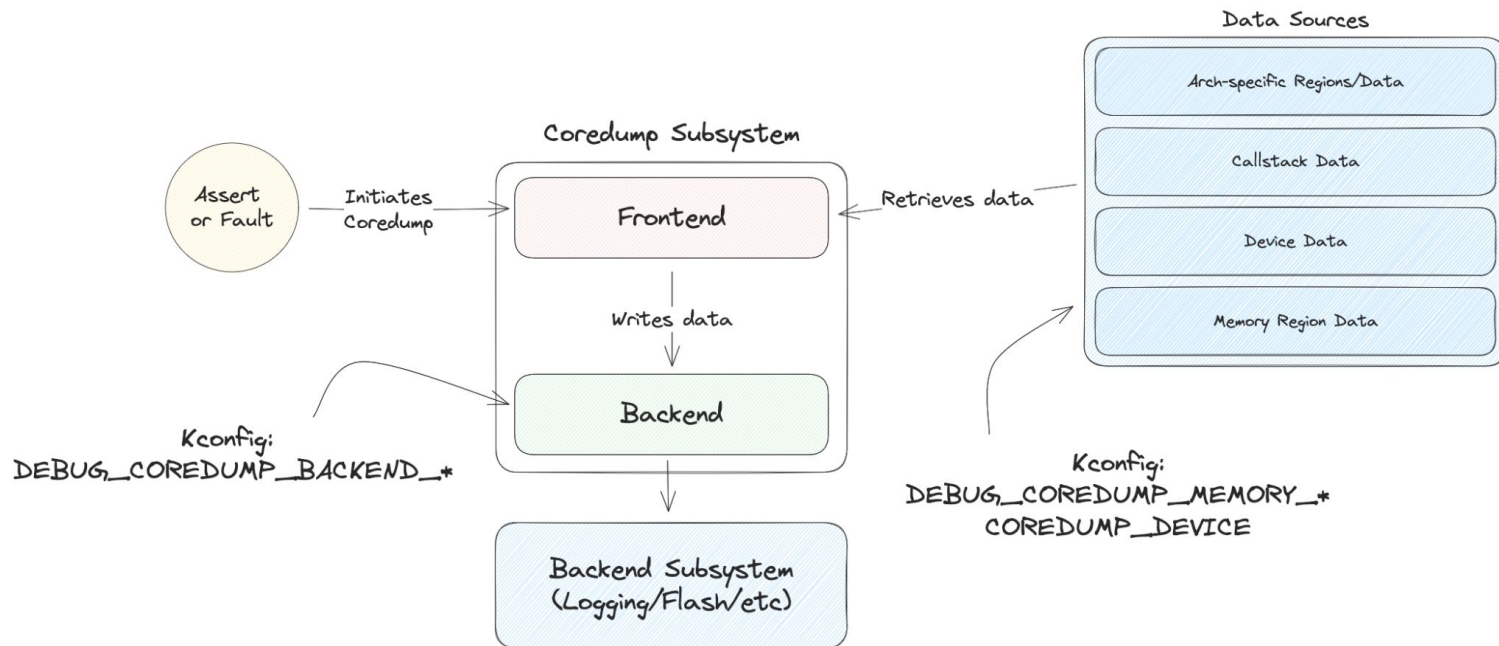 Data Sources
Arch-specific Regions/Data
Callstack Data
Device Data
Memory Region Data
Coredump Subsystem
Assert
or Fault
Initiates
Coredump
Frontend
Retrieves data
Writes data
Backend
Kconfig:
DEBUG_COREDUMP_BACKEND_*
Kconfig:
DEBUG_COREDUMP_MEMORY_*
COREDUMP_DEVICE
Backend Subsystem
(Logging/Flash/etc)